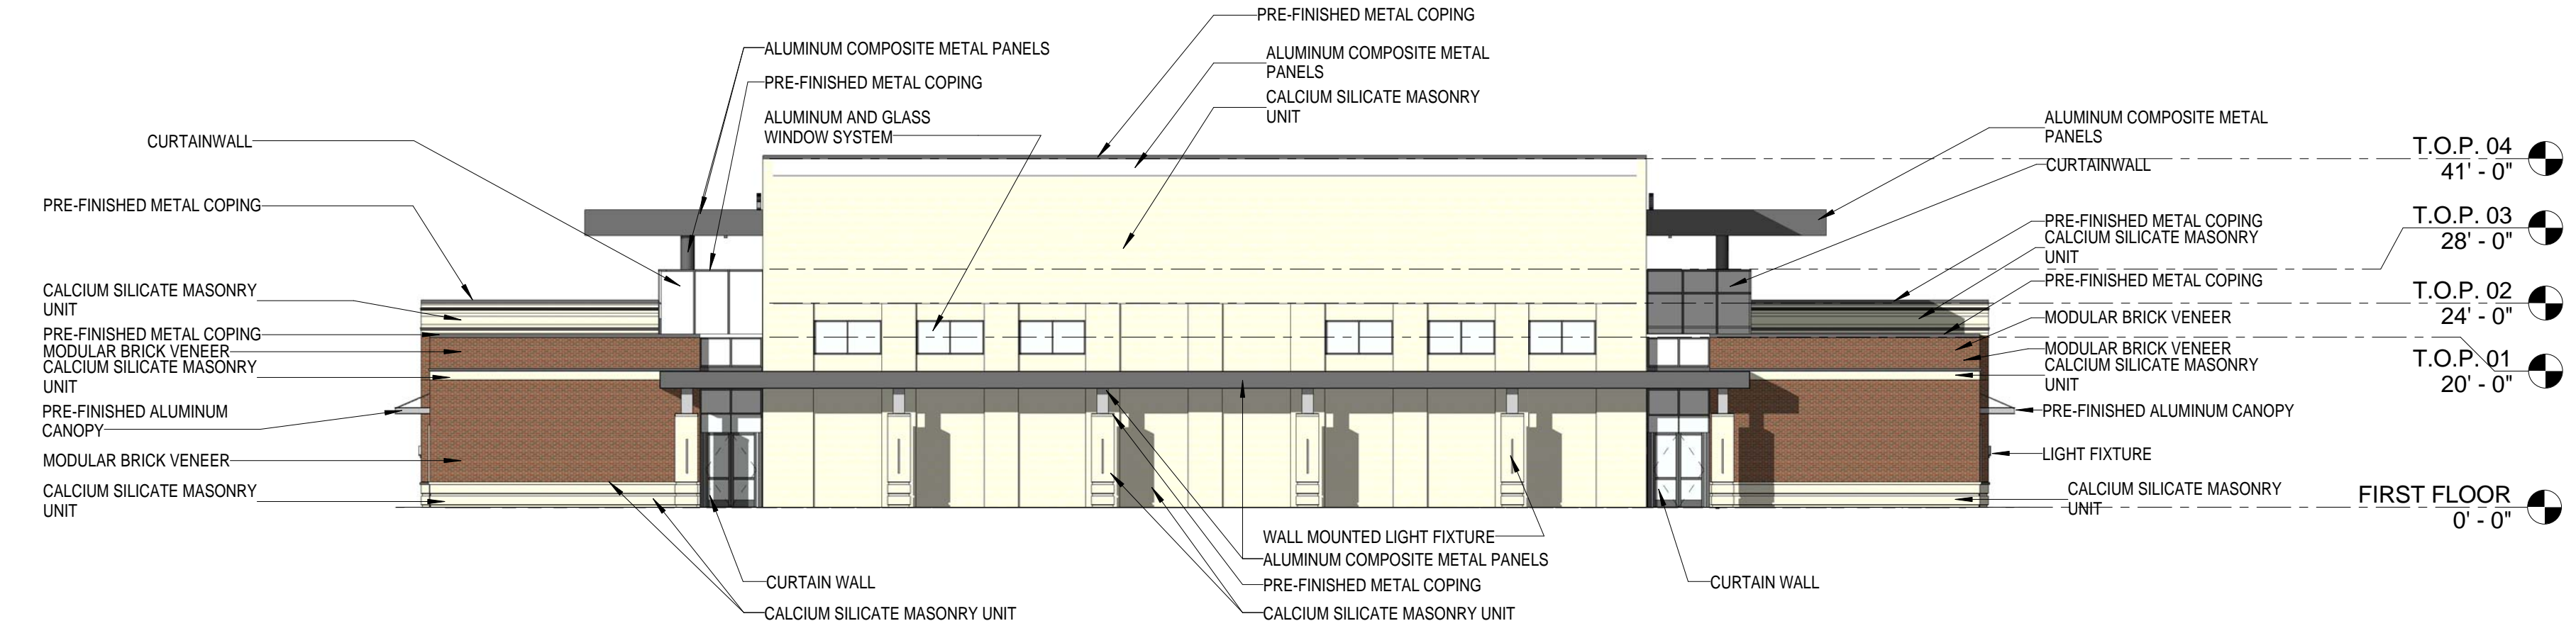 PRE-FINISHED METAL COPING
ALUMINUM COMPOSITE METAL PANELS
ALUMINUM COMPOSITE METAL
PANELS
PRE-FINISHED METAL COPING
CALCIUM SILICATE MASONRY
UNIT
ALUMINUM AND GLASS
WINDOW SYSTEM
CURTAINWALL
PRE-FINISHED METAL COPING
CALCIUM SILICATE MASONRY
UNIT
PRE-FINISHED METAL COPING
MODULAR BRICK VENEER
CALCIUM SILICATE MASONRY
UNIT
PRE-FINISHED ALUMINUM
CANOPY
MODULAR BRICK VENEER
CALCIUM SILICATE MASONRY
UNIT
CURTAIN WALL
CALCIUM SILICATE MASONRY UNIT
WALL MOUNTED LIGHT FIXTURE
ALUMINUM COMPOSITE METAL PANELS
PRE-FINISHED METAL COPING
CALCIUM SILICATE MASONRY UNIT
CURTAIN WALL
ALUMINUM COMPOSITE METAL
PANELS
CURTAINWALL
PRE-FINISHED METAL COPING
CALCIUM SILICATE MASONRY
UNIT
PRE-FINISHED METAL COPING
MODULAR BRICK VENEER
MODULAR BRICK VENEER
CALCIUM SILICATE MASONRY
UNIT
PRE-FINISHED ALUMINUM CANOPY
LIGHT FIXTURE
CALCIUM SILICATE MASONRY
UNIT
T.O.P. 04
41' - 0"
T.O.P. 03
28' - 0"
T.O.P. 02
24' - 0"
T.O.P. 01
20' - 0"
FIRST FLOOR
0' - 0"